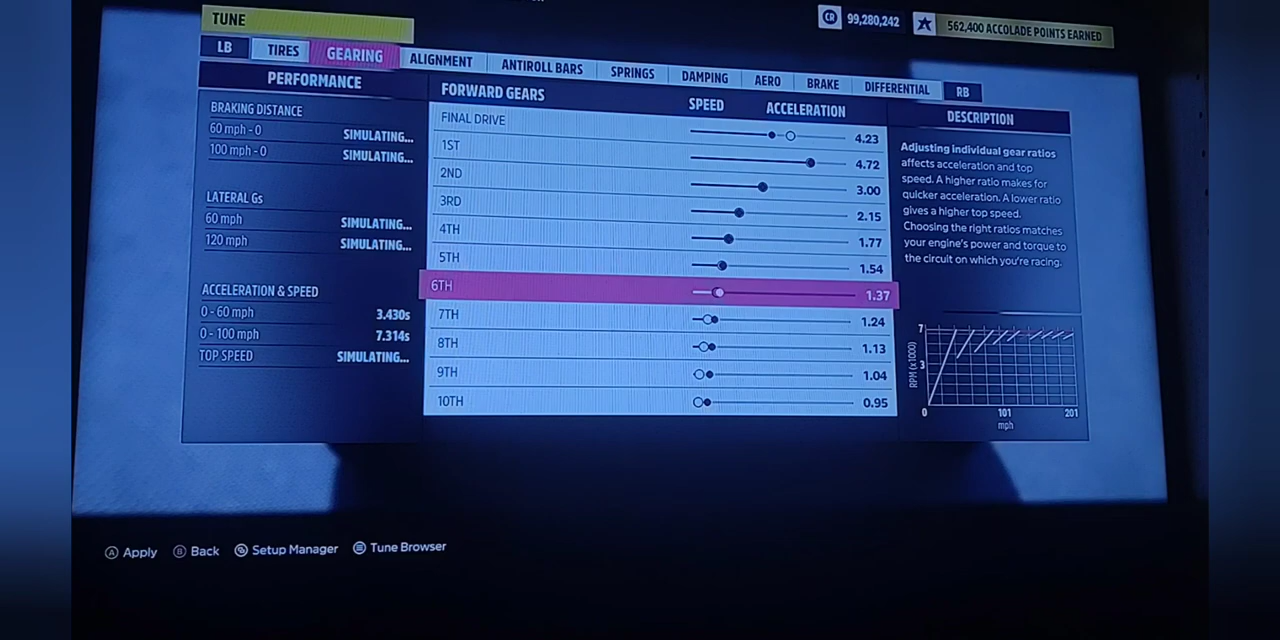 TUNE
CR 99,280,242
562,400 ACCOLADE POINTS EARNED
LB TIRES GEARING ALIGNMENT ANTIROLL BARS SPRINGS DAMPING AERO BRAKE DIFFERENTIAL RB
PERFORMANCE
BRAKING DISTANCE
60 mph - 0 SIMULATING...
100 mph - 0 SIMULATING...
LATERAL Gs
60 mph SIMULATING...
120 mph SIMULATING...
ACCELERATION & SPEED
0 - 60 mph 3.430s
0 - 100 mph 7.314s
TOP SPEED SIMULATING...
FORWARD GEARS SPEED ACCELERATION
FINAL DRIVE 4.23
1ST 4.72
2ND 3.00
3RD 2.15
4TH 1.77
5TH 1.54
6TH 1.37
7TH 1.24
8TH 1.13
9TH 1.04
10TH 0.95
DESCRIPTION
Adjusting individual gear ratios
affects acceleration and top
speed. A higher ratio makes for
quicker acceleration. A lower ratio
gives a higher top speed.
Choosing the right ratios matches
your engine's power and torque to
the circuit on which you're racing.
7
3
RPM (x1000)
0 101 201
mph
A Apply B Back Setup Manager Tune Browser